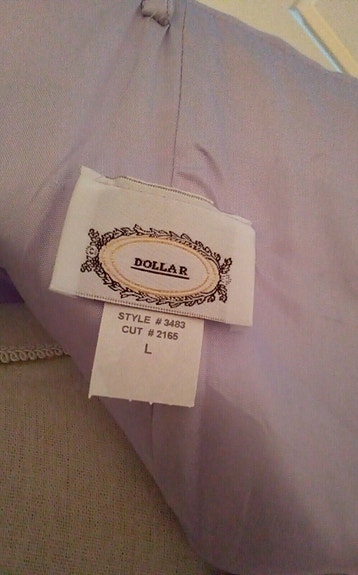 DOLLAR
STYLE # 3483
CUT # 2165
L